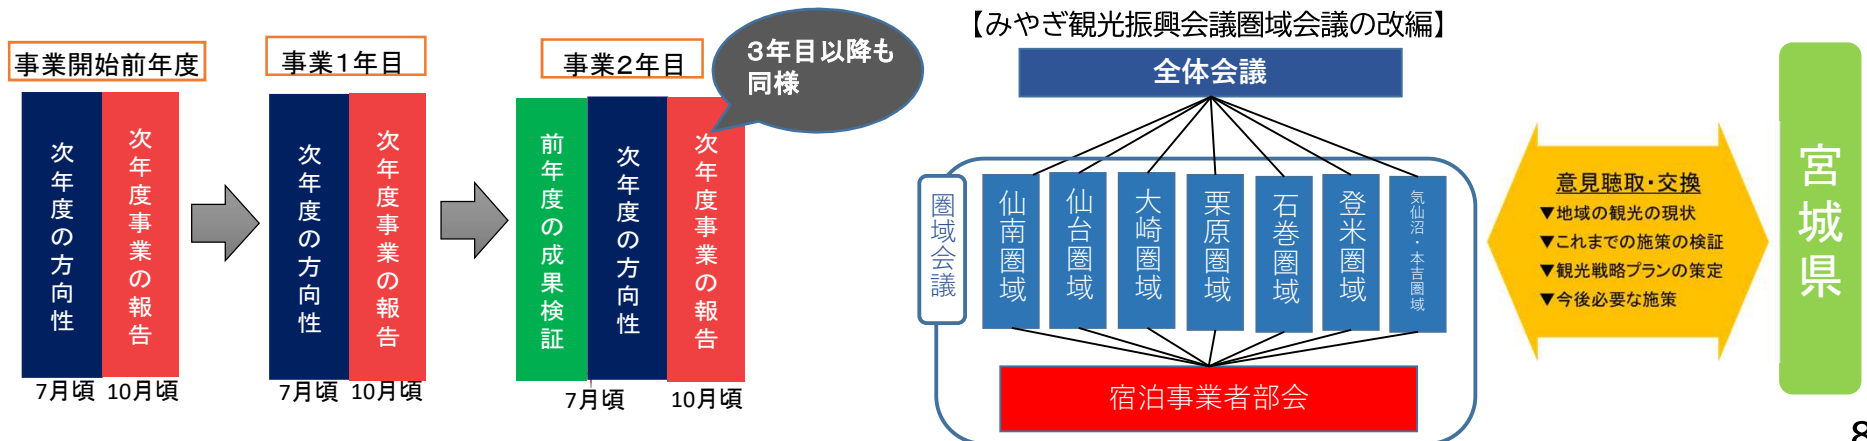 事業開始前年度
次年度の方向性
次年度事業の報告
7月頃
10月頃
事業1年目
次年度の方向性
次年度事業の報告
7月頃
10月頃
事業2年目
3年目以降も
同様
前年度の成果検証
次年度の方向性
次年度事業の報告
7月頃
10月頃
【みやぎ観光振興会議圏域会議の改編】
全体会議
圏域会議
仙南圏域
仙台圏域
大崎圏域
栗原圏域
石巻圏域
登米圏域
気仙沼・本吉圏域
宿泊事業者部会
意見聴取・交換
▼地域の観光の現状
▼これまでの施策の検証
▼観光戦略プランの策定
▼今後必要な施策
宮城県
8